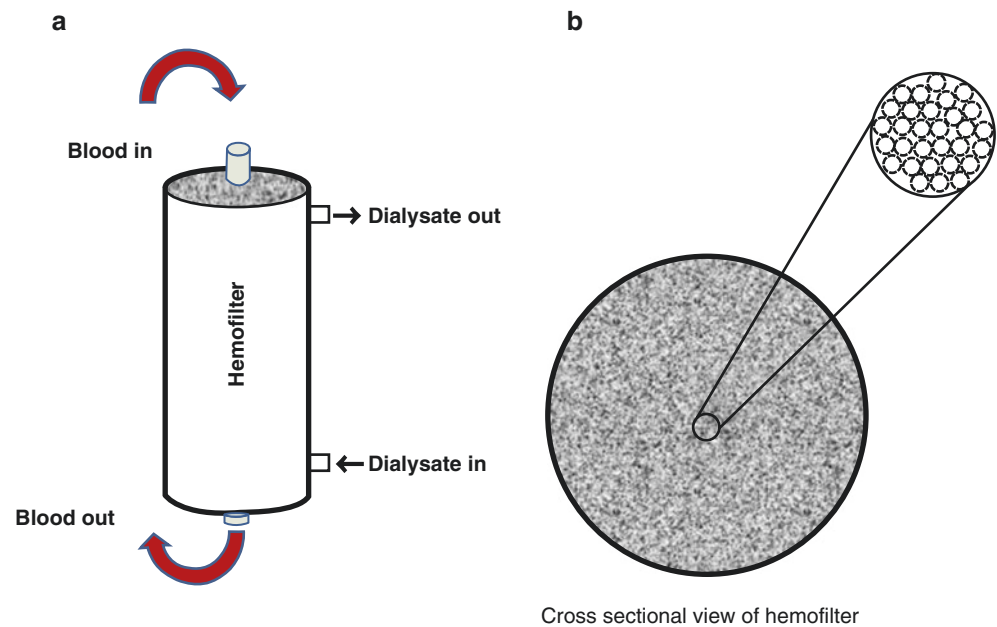 a
b
Blood in
Dialysate out
Hemofilter
Dialysate in
Blood out
Cross sectional view of hemofilter